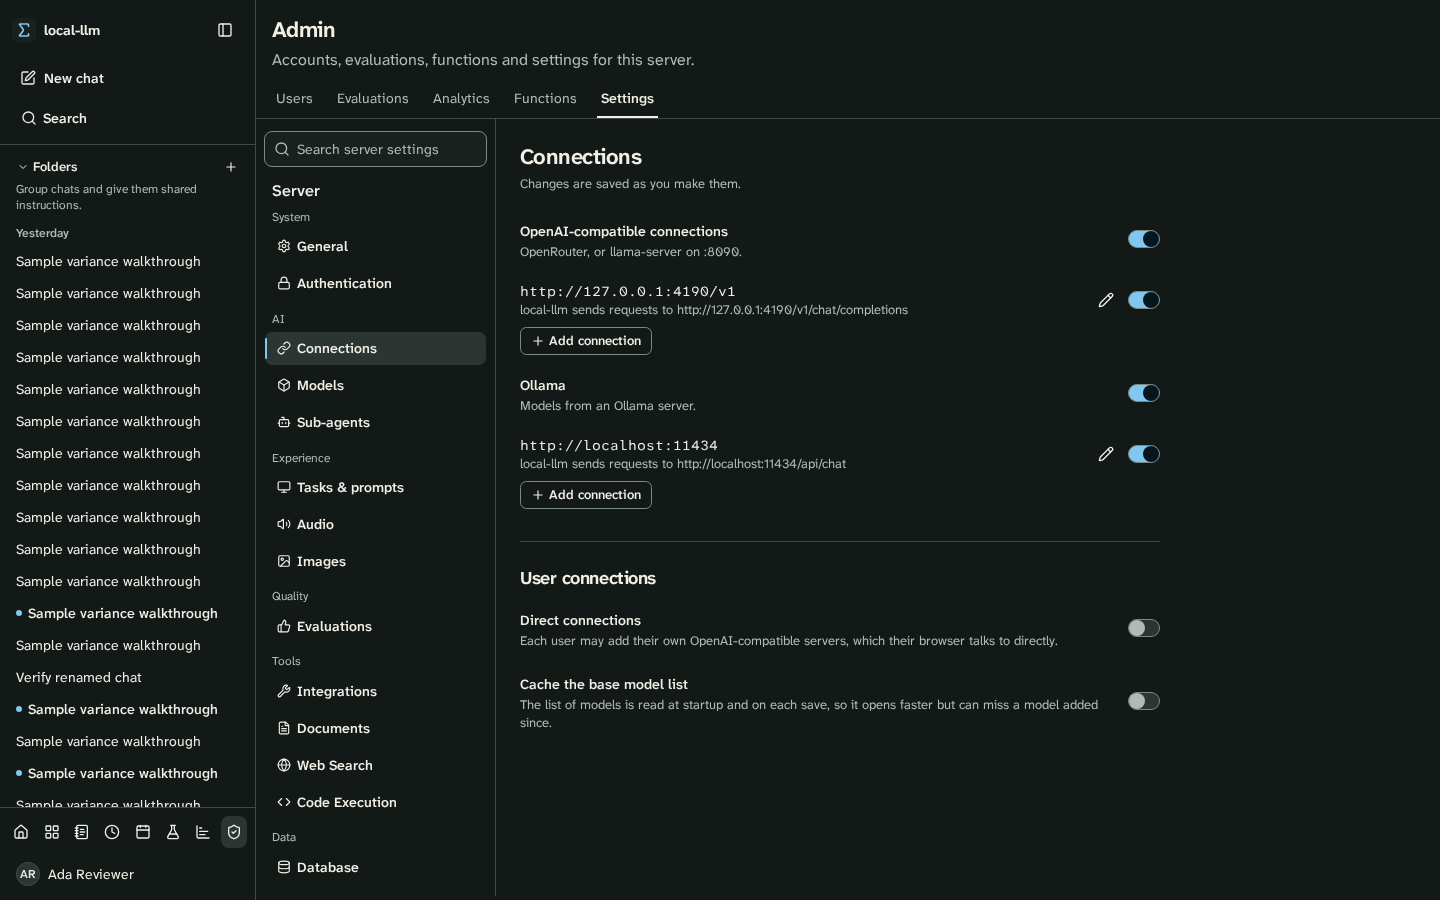 local-llm
New chat
Search
Folders
Group chats and give them shared
instructions.
Yesterday
Sample variance walkthrough
Sample variance walkthrough
Sample variance walkthrough
Sample variance walkthrough
Sample variance walkthrough
Sample variance walkthrough
Sample variance walkthrough
Sample variance walkthrough
Sample variance walkthrough
Sample variance walkthrough
Sample variance walkthrough
Sample variance walkthrough
Sample variance walkthrough
Verify renamed chat
Sample variance walkthrough
Sample variance walkthrough
Sample variance walkthrough
Sample variance walkthrough
AR
Ada Reviewer
Admin
Accounts, evaluations, functions and settings for this server.
Users
Evaluations
Analytics
Functions
Settings
Search server settings
Server
System
General
Authentication
AI
Connections
Models
Sub-agents
Experience
Tasks & prompts
Audio
Images
Quality
Evaluations
Tools
Integrations
Documents
Web Search
Code Execution
Data
Database
Connections
Changes are saved as you make them.
OpenAI-compatible connections
OpenRouter, or llama-server on :8090.
http://127.0.0.1:4190/v1
local-llm sends requests to http://127.0.0.1:4190/v1/chat/completions
Add connection
Ollama
Models from an Ollama server.
http://localhost:11434
local-llm sends requests to http://localhost:11434/api/chat
Add connection
User connections
Direct connections
Each user may add their own OpenAI-compatible servers, which their browser talks to directly.
Cache the base model list
The list of models is read at startup and on each save, so it opens faster but can miss a model added
since.